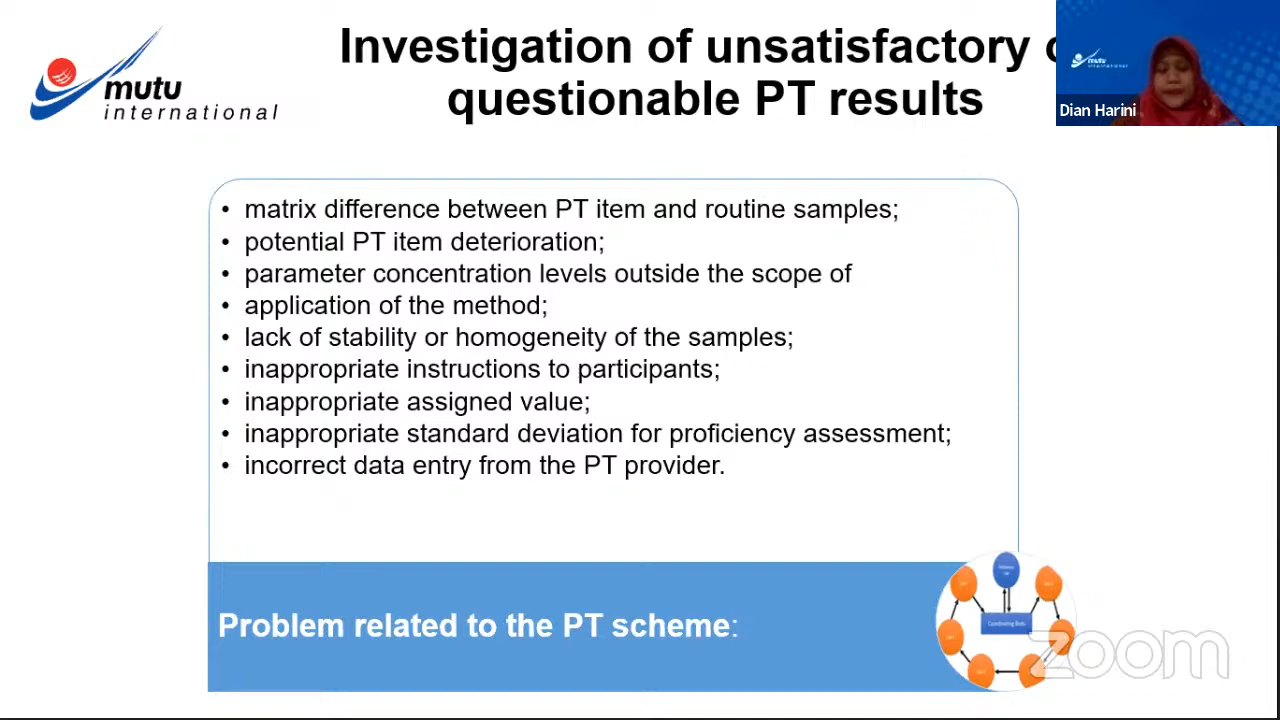 Investigation of unsatisfactory
questionable PT results
mutu
international
mutu
international
Dian Harini
• matrix difference between PT item and routine samples;
• potential PT item deterioration;
• parameter concentration levels outside the scope of
• application of the method;
• lack of stability or homogeneity of the samples;
• inappropriate instructions to participants;
• inappropriate assigned value;
• inappropriate standard deviation for proficiency assessment;
• incorrect data entry from the PT provider.
Problem related to the PT scheme:
zoom